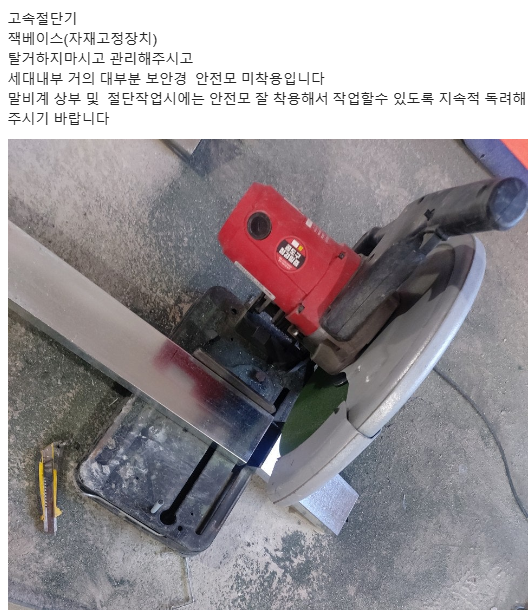 고속절단기
잭베이스(자재고정장치)
탈거하지마시고 관리해주시고
세대내부 거의 대부분 보안경  안전모 미착용입니다
말비계 상부 및  절단작업시에는 안전모 잘 착용해서 작업할수 있도록 지속적 독려해
주시기 바랍니다